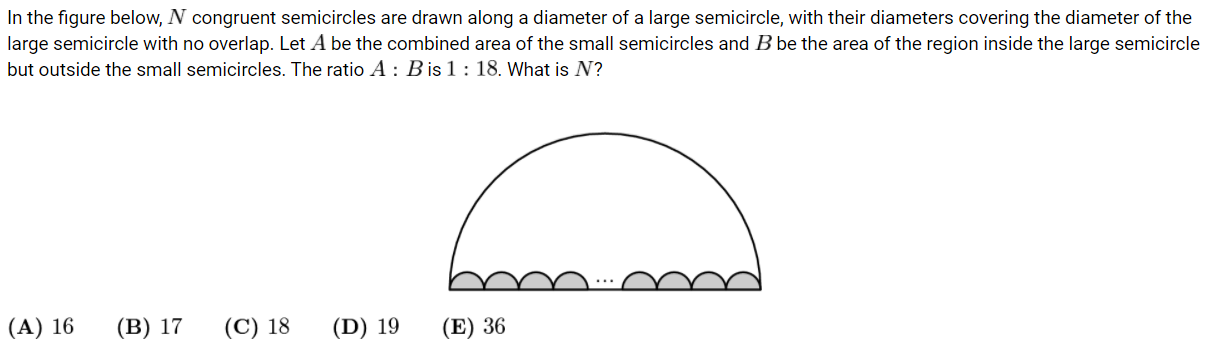 In the figure below, N congruent semicircles are drawn along a diameter of a large semicircle, with their diameters covering the diameter of the
large semicircle with no overlap. Let A be the combined area of the small semicircles and B be the area of the region inside the large semicircle
but outside the small semicircles. The ratio A : B is 1 : 18. What is N?
...
(A) 16 (B) 17 (C) 18 (D) 19 (E) 36